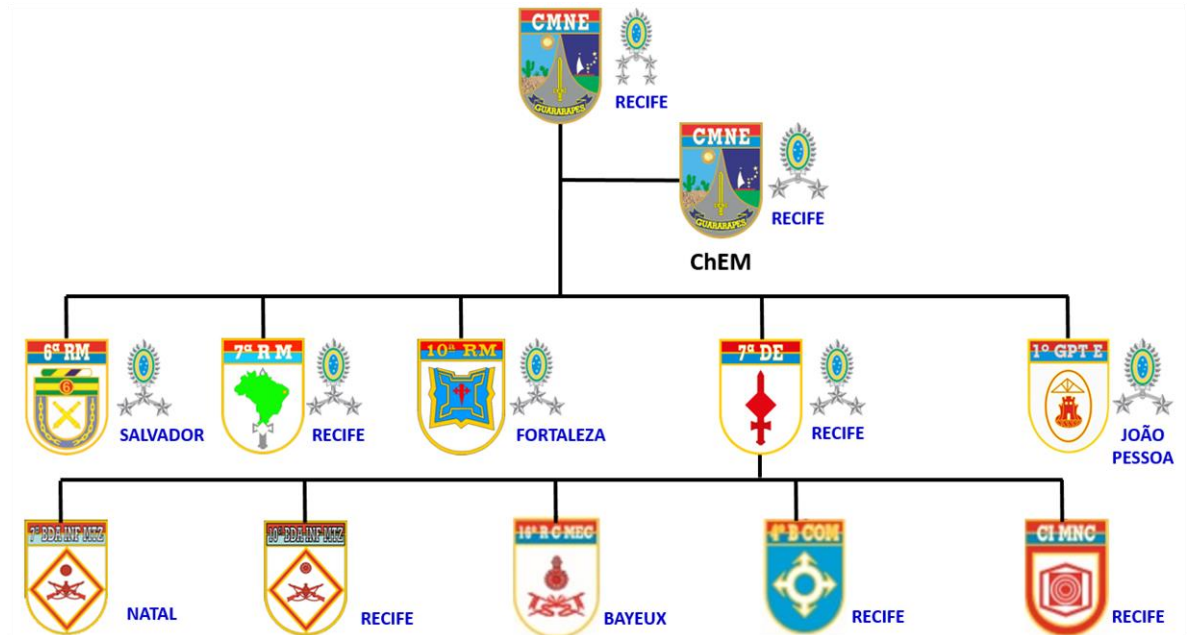 CMNE
GUARARAPES
RECIFE
CMNE
GUARARAPES
RECIFE
ChEM
6ª RM
6
SALVADOR
7ª R M
RECIFE
10ª RM
FORTALEZA
7ª DE
RECIFE
1º GPT E
JOÃO
PESSOA
7ª BDA INF MTZ
NATAL
10ª BDA INF MTZ
RECIFE
16º R C MEC
BAYEUX
4º B COM
RECIFE
CI MNC
RECIFE